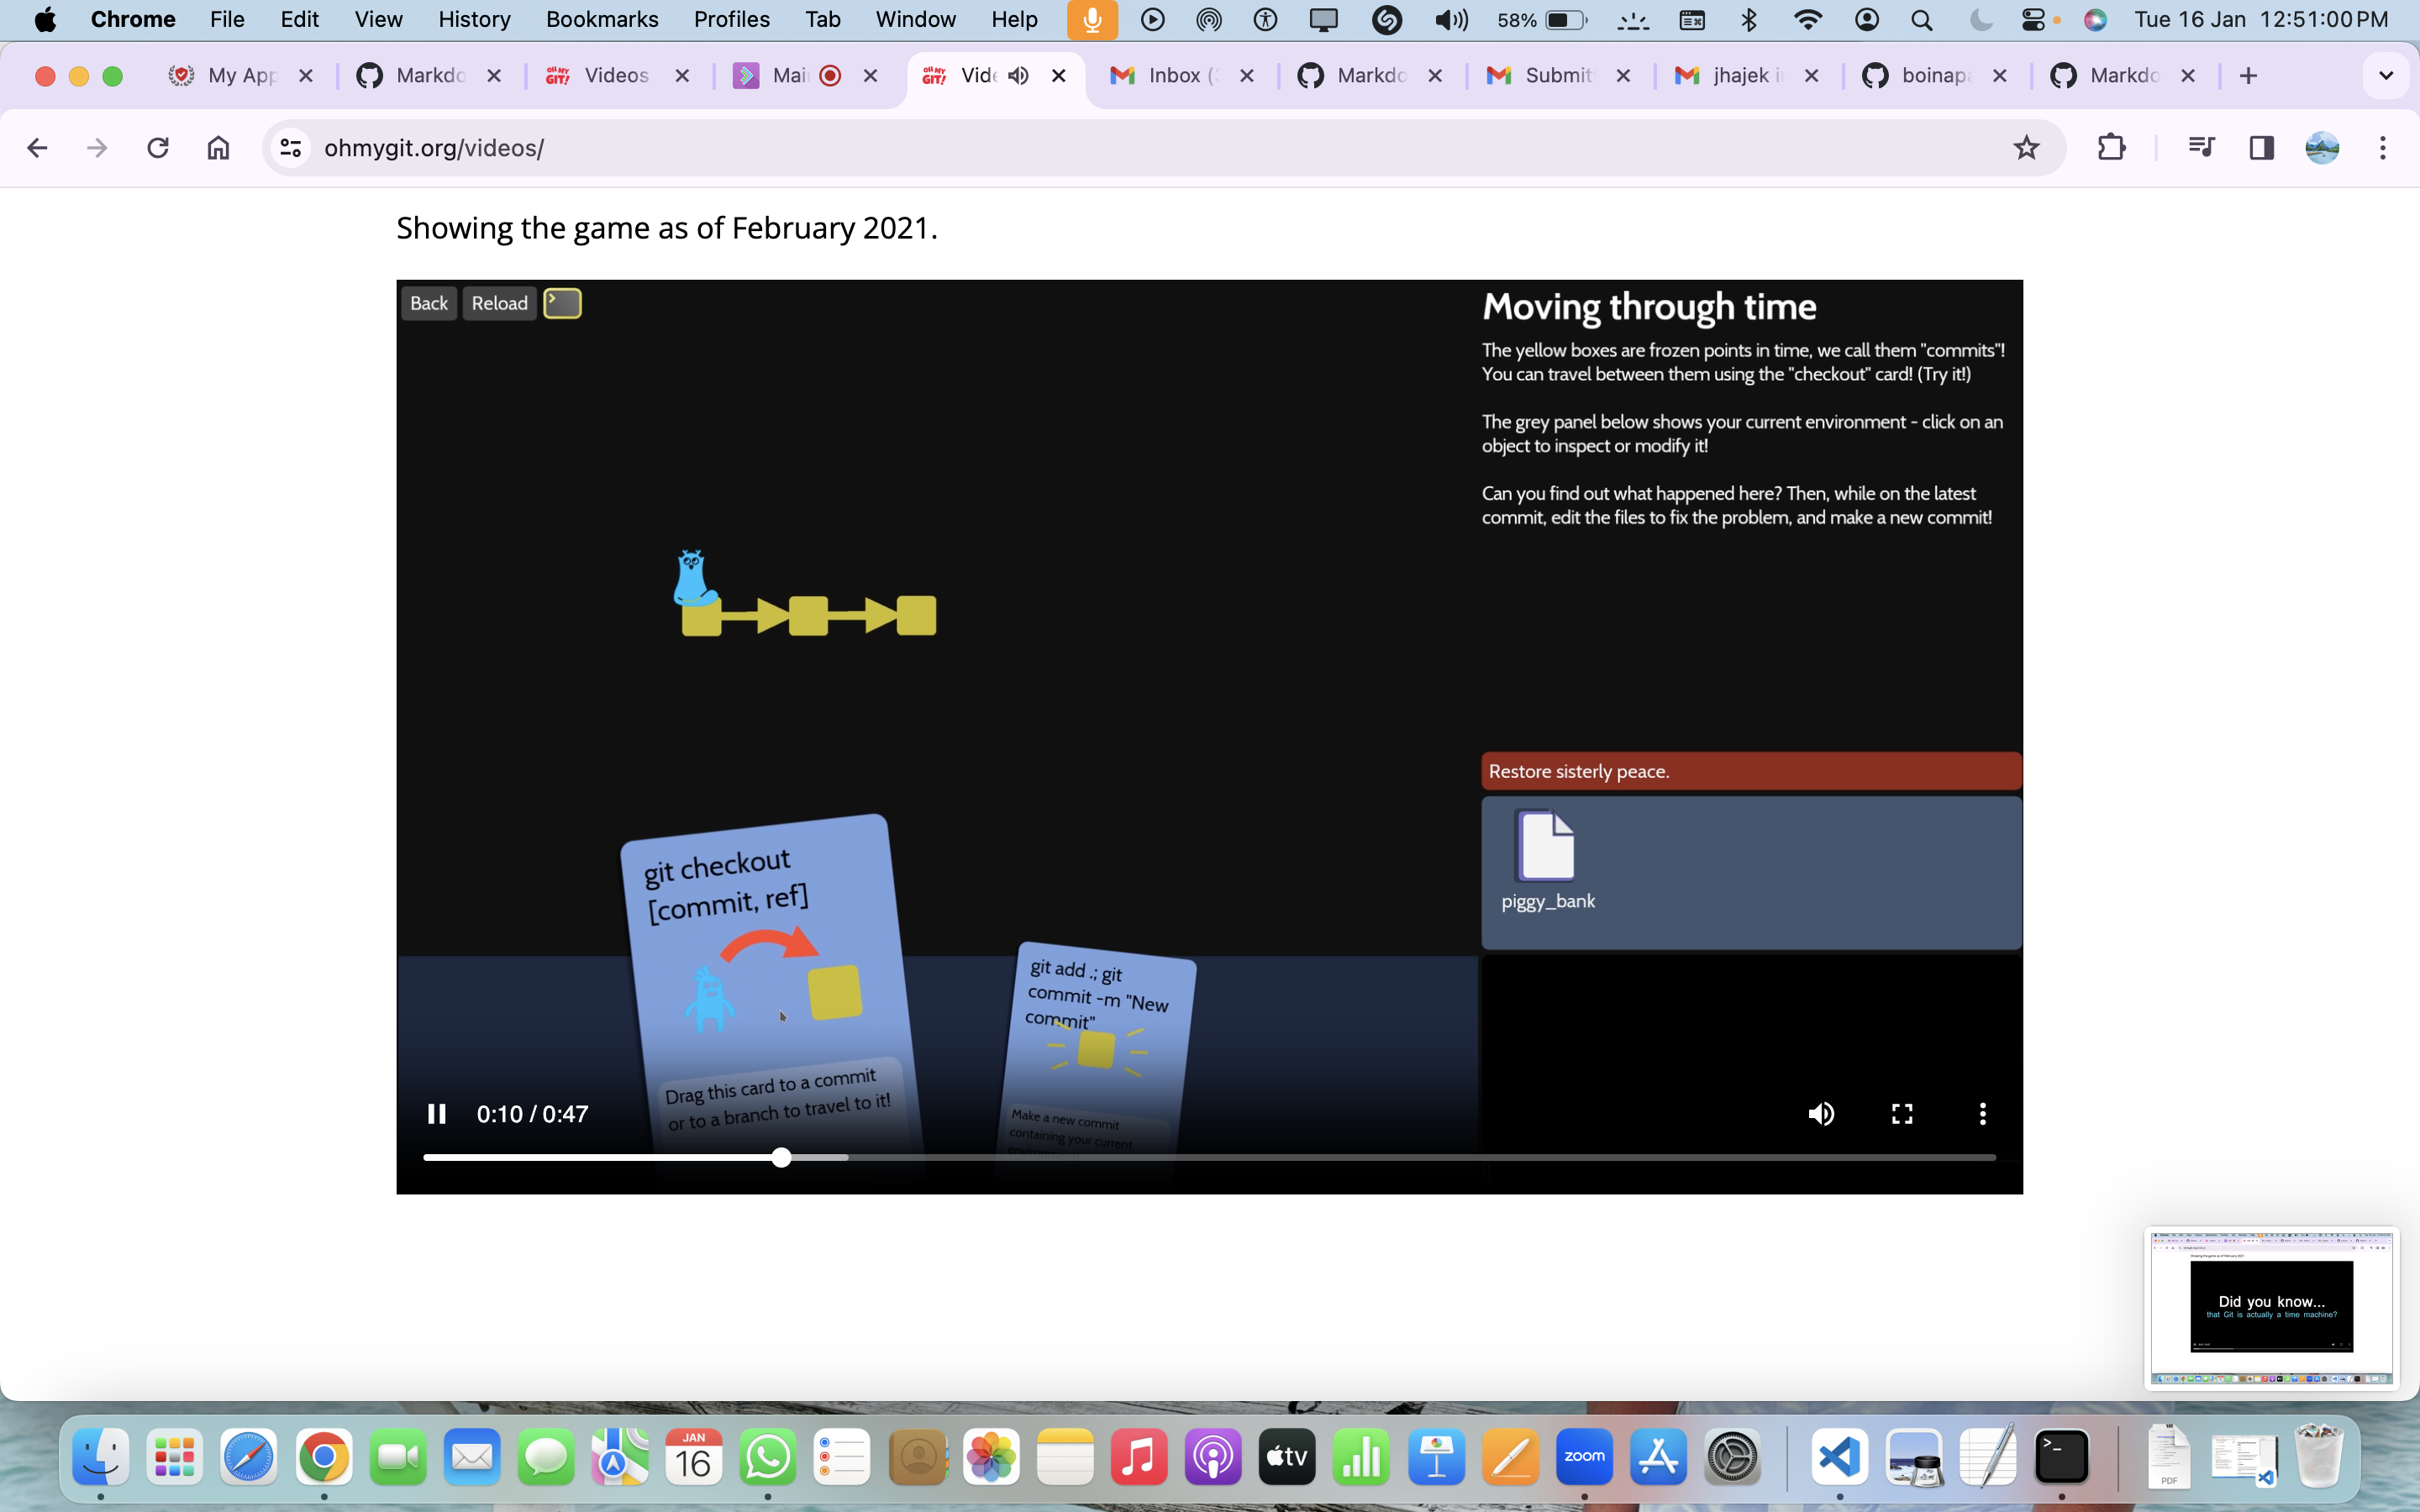 Chrome File Edit View History Bookmarks Profiles Tab Window Help 58% Tue 16 Jan 12:51:00 PM
My App Markdo Videos Mai Vide Inbox ( Markdo Submit jhajek i boinap Markdo
ohmygit.org/videos/
Showing the game as of February 2021.
Back Reload
Moving through time
The yellow boxes are frozen points in time, we call them "commits"!
You can travel between them using the "checkout" card! (Try it!)
The grey panel below shows your current environment - click on an
object to inspect or modify it!
Can you find out what happened here? Then, while on the latest
commit, edit the files to fix the problem, and make a new commit!
Restore sisterly peace.
piggy_bank
git checkout
[commit, ref]
Drag this card to a commit
or to a branch to travel to it!
git add .; git
commit -m "New
commit"
Make a new commit
containing your current
environment!
0:10 / 0:47
Did you know...
that Git is actually a time machine?
JAN
16
tv
zoom
PDF